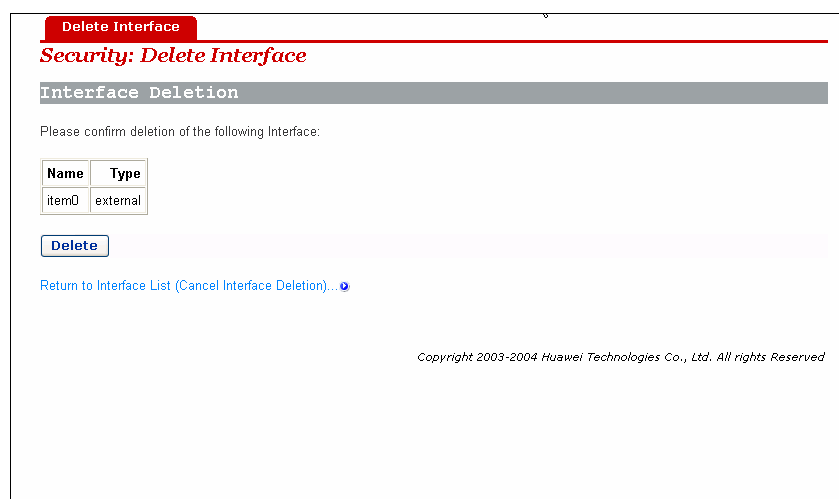 Delete Interface
Security: Delete Interface
Interface Deletion
Please confirm deletion of the following Interface:
Name Type
item0 external
Delete
Return to Interface List (Cancel Interface Deletion)...
Copyright 2003-2004 Huawei Technologies Co., Ltd. All rights Reserved